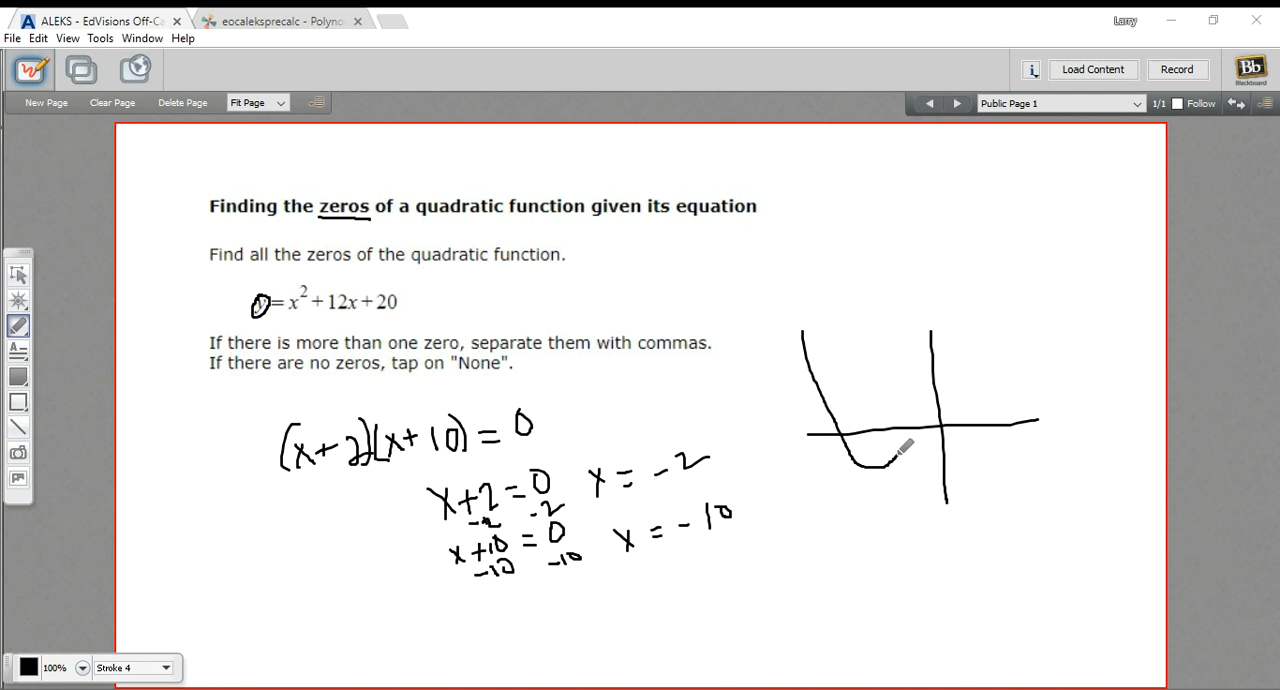 ALEKS - EdVisions Off-Ca
eocaleksprecalc - Polyno
Larry
File Edit View Tools Window Help
Load Content Record
Bb
Blackboard
New Page Clear Page Delete Page Fit Page
Public Page 1 1/1 Follow
Finding the zeros of a quadratic function given its equation
Find all the zeros of the quadratic function.
y = x² + 12x + 20
If there is more than one zero, separate them with commas.
If there are no zeros, tap on "None".
(x+2)(x+10) = 0
x+2 = 0 x = -2
-2 -2
x+10 = 0 x = -10
-10 -10
100% Stroke 4